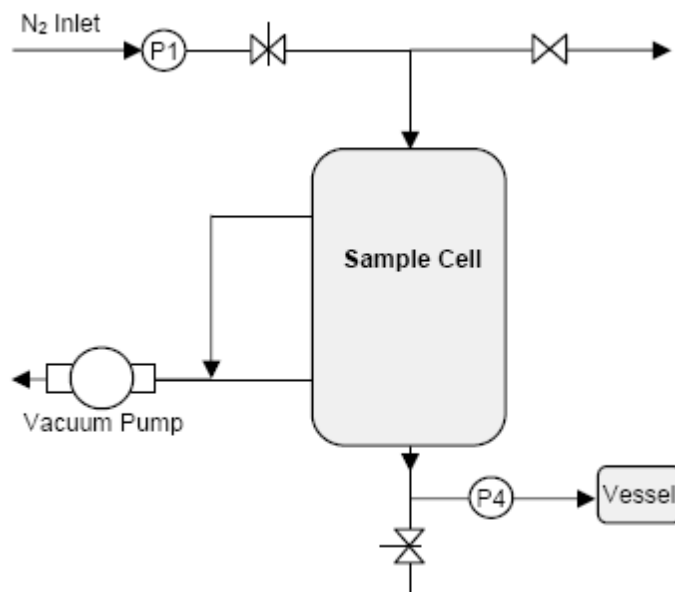 N₂ Inlet
P1
Sample Cell
Vacuum Pump
P4
Vessel